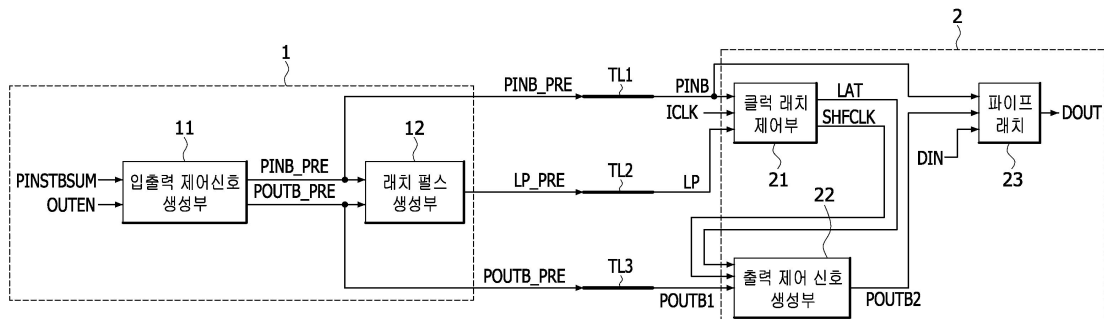 1
2
PINB_PRE
TL1
PINB
ICLK
LAT
SHFCLK
클럭 래치
제어부
21
파이프
래치
23
DOUT
DIN
11
12
PINSTBSUM
OUTEN
입출력 제어신호
생성부
PINB_PRE
POUTB_PRE
래치 펄스
생성부
LP_PRE
TL2
LP
22
POUTB_PRE
TL3
POUTB1
출력 제어 신호
생성부
POUTB2